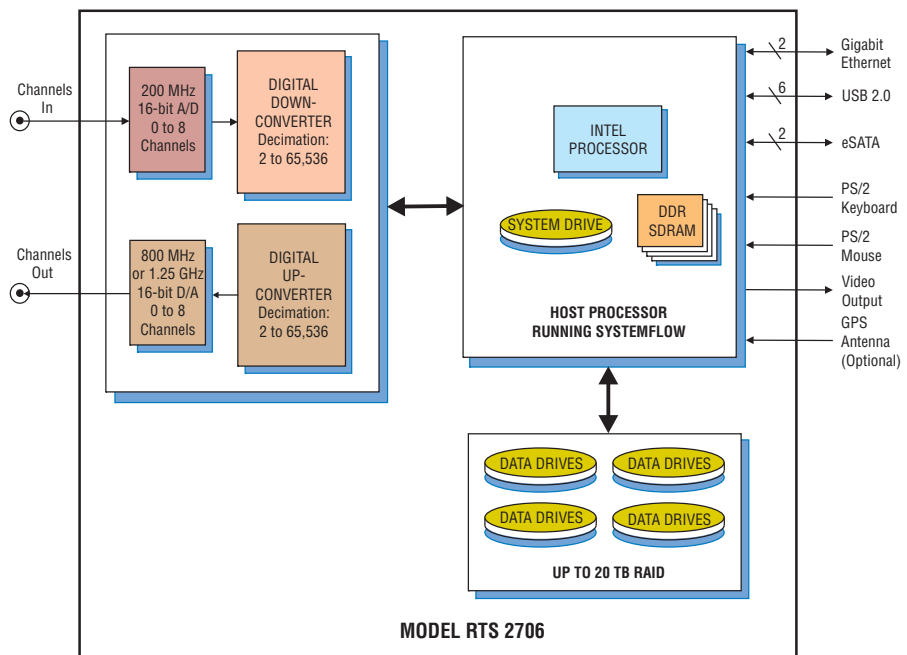 Channels
In
200 MHz
16-bit A/D
0 to 8
Channels
DIGITAL
DOWN-
CONVERTER
Decimation:
2 to 65,536
Channels
Out
800 MHz
or 1.25 GHz
16-bit D/A
0 to 8
Channels
DIGITAL
UP-
CONVERTER
Decimation:
2 to 65,536
INTEL
PROCESSOR
SYSTEM DRIVE
DDR
SDRAM
HOST PROCESSOR
RUNNING SYSTEMFLOW
2
Gigabit
Ethernet
6
USB 2.0
2
eSATA
PS/2
Keyboard
PS/2
Mouse
Video
Output
GPS
Antenna
(Optional)
DATA DRIVES
DATA DRIVES
DATA DRIVES
DATA DRIVES
UP TO 20 TB RAID
MODEL RTS 2706